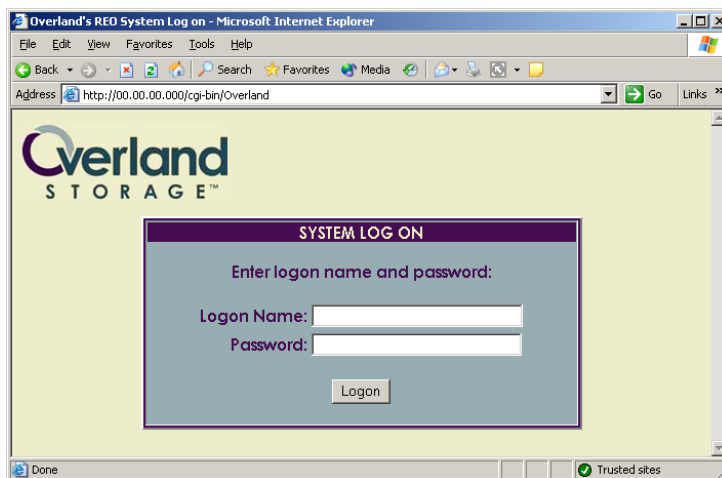 Overland's REO System Log on - Microsoft Internet Explorer
File Edit View Favorites Tools Help
Back Search Favorites Media
Address http://00.00.00.000/cgi-bin/Overland Go Links »
Overland
STORAGE™
SYSTEM LOG ON
Enter logon name and password:
Logon Name:
Password:
Logon
Done Trusted sites